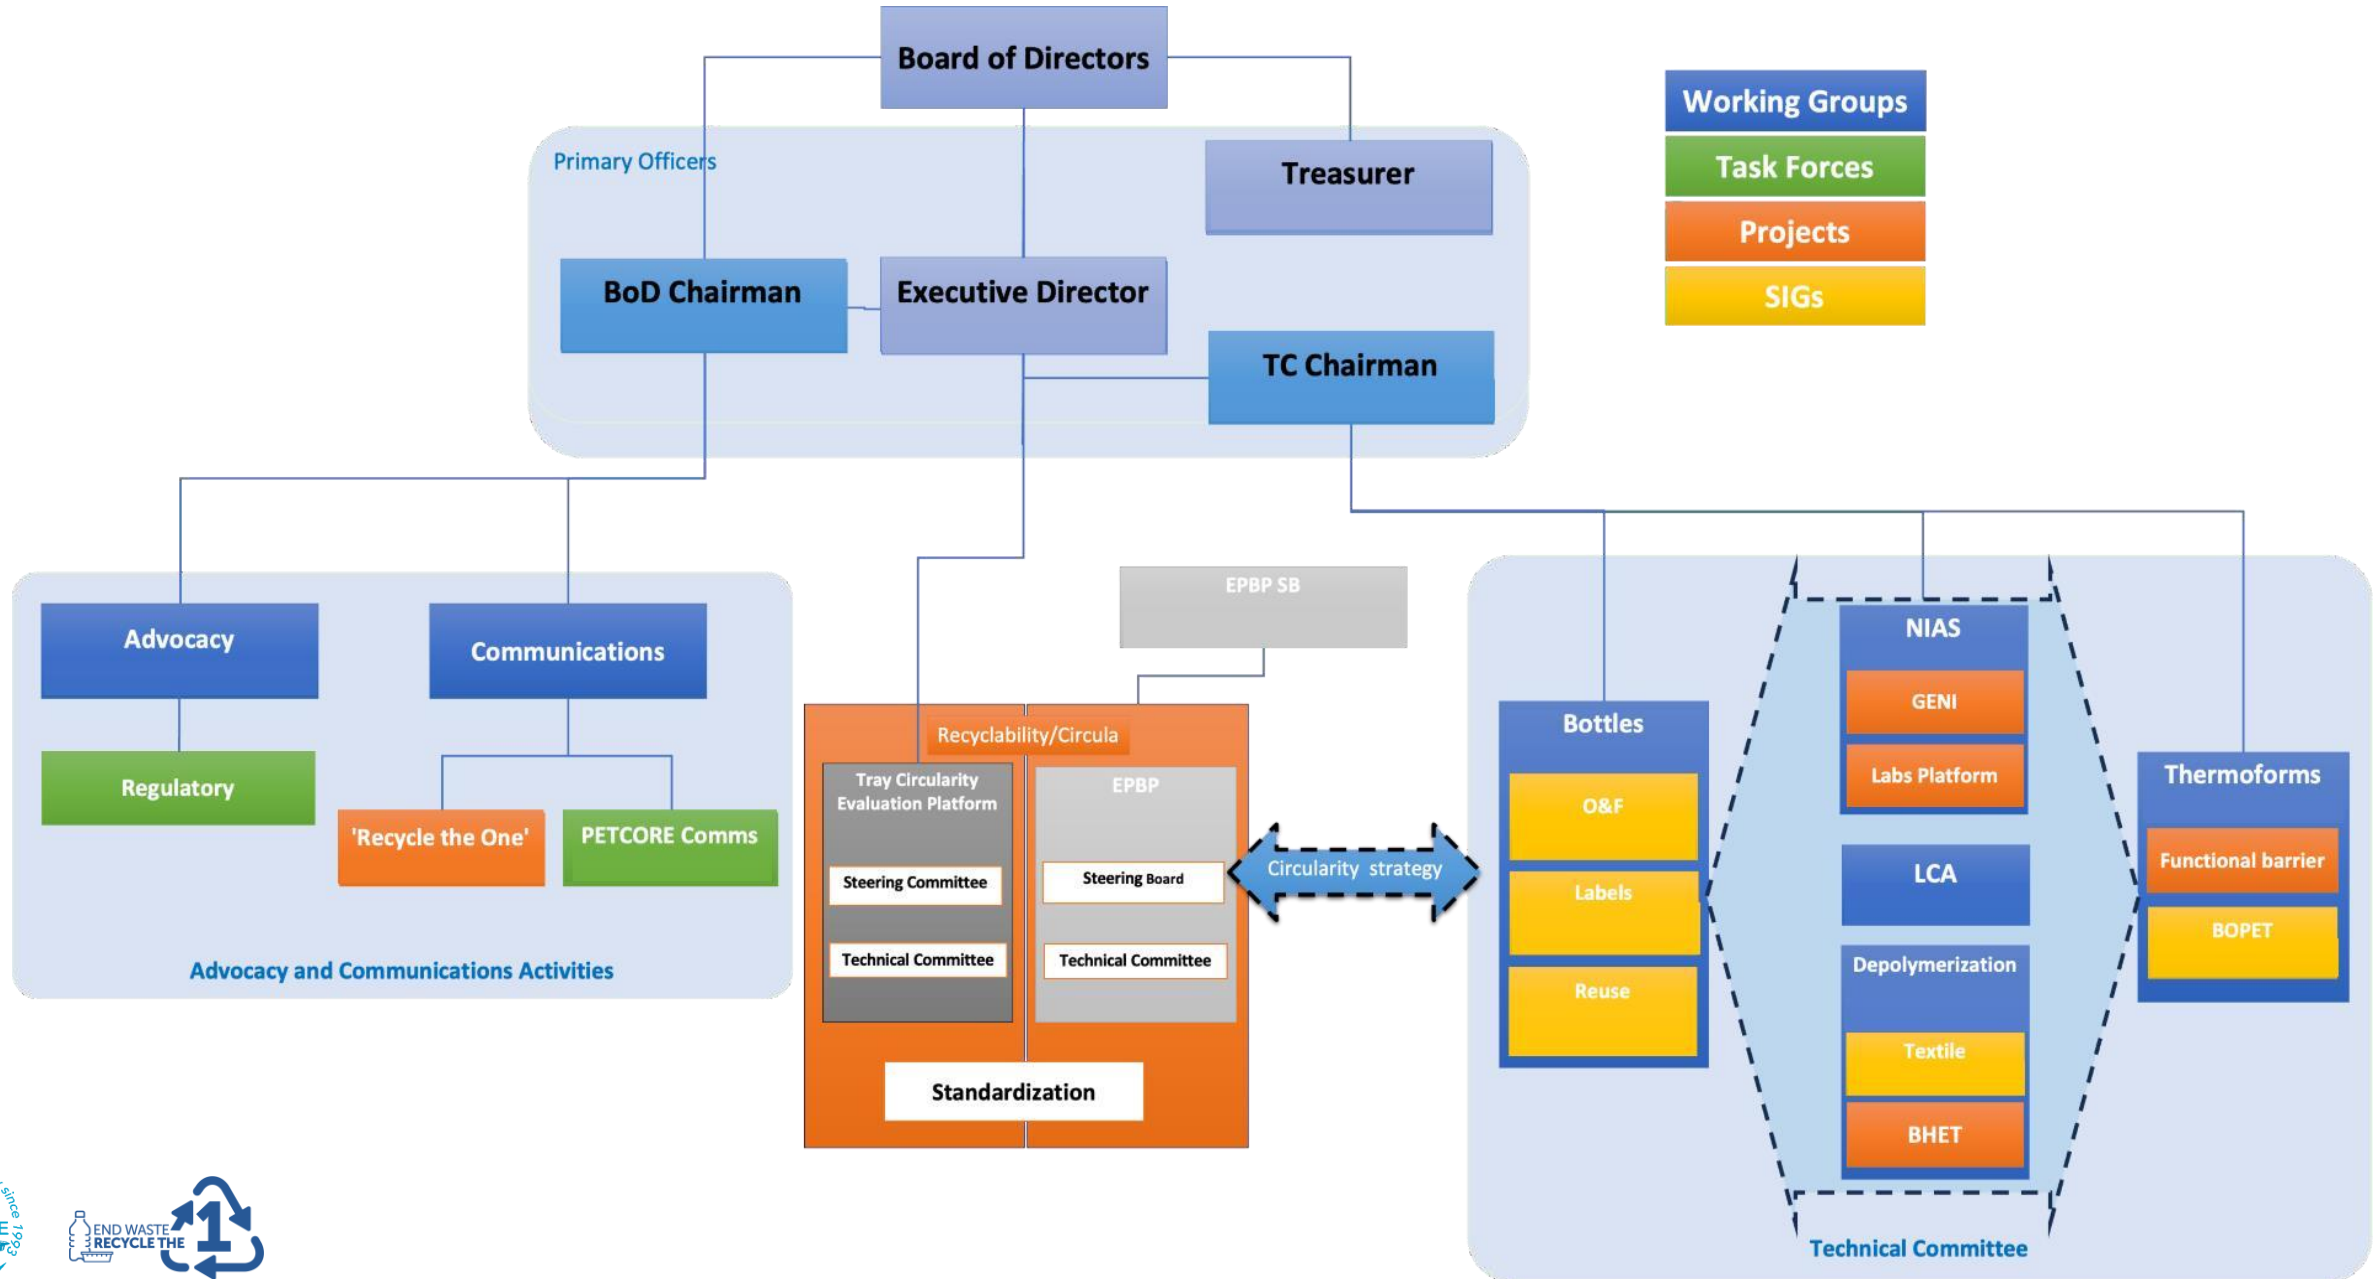 Board of Directors
Primary Officers
Treasurer
BoD Chairman
Executive Director
TC Chairman
Working Groups
Task Forces
Projects
SIGs
Advocacy
Communications
Regulatory
'Recycle the One'
PETCORE Comms
Advocacy and Communications Activities
EPBP SB
Recyclability/Circula
Tray Circularity
Evaluation Platform
Steering Committee
Technical Committee
EPBP
Steering Board
Technical Committee
Standardization
Circularity strategy
Bottles
O&F
Labels
Reuse
NIAS
GENI
Labs Platform
LCA
Depolymerization
Textile
BHET
Thermoforms
Functional barrier
BOPET
Technical Committee
since 1993
END WASTE
RECYCLE THE
1